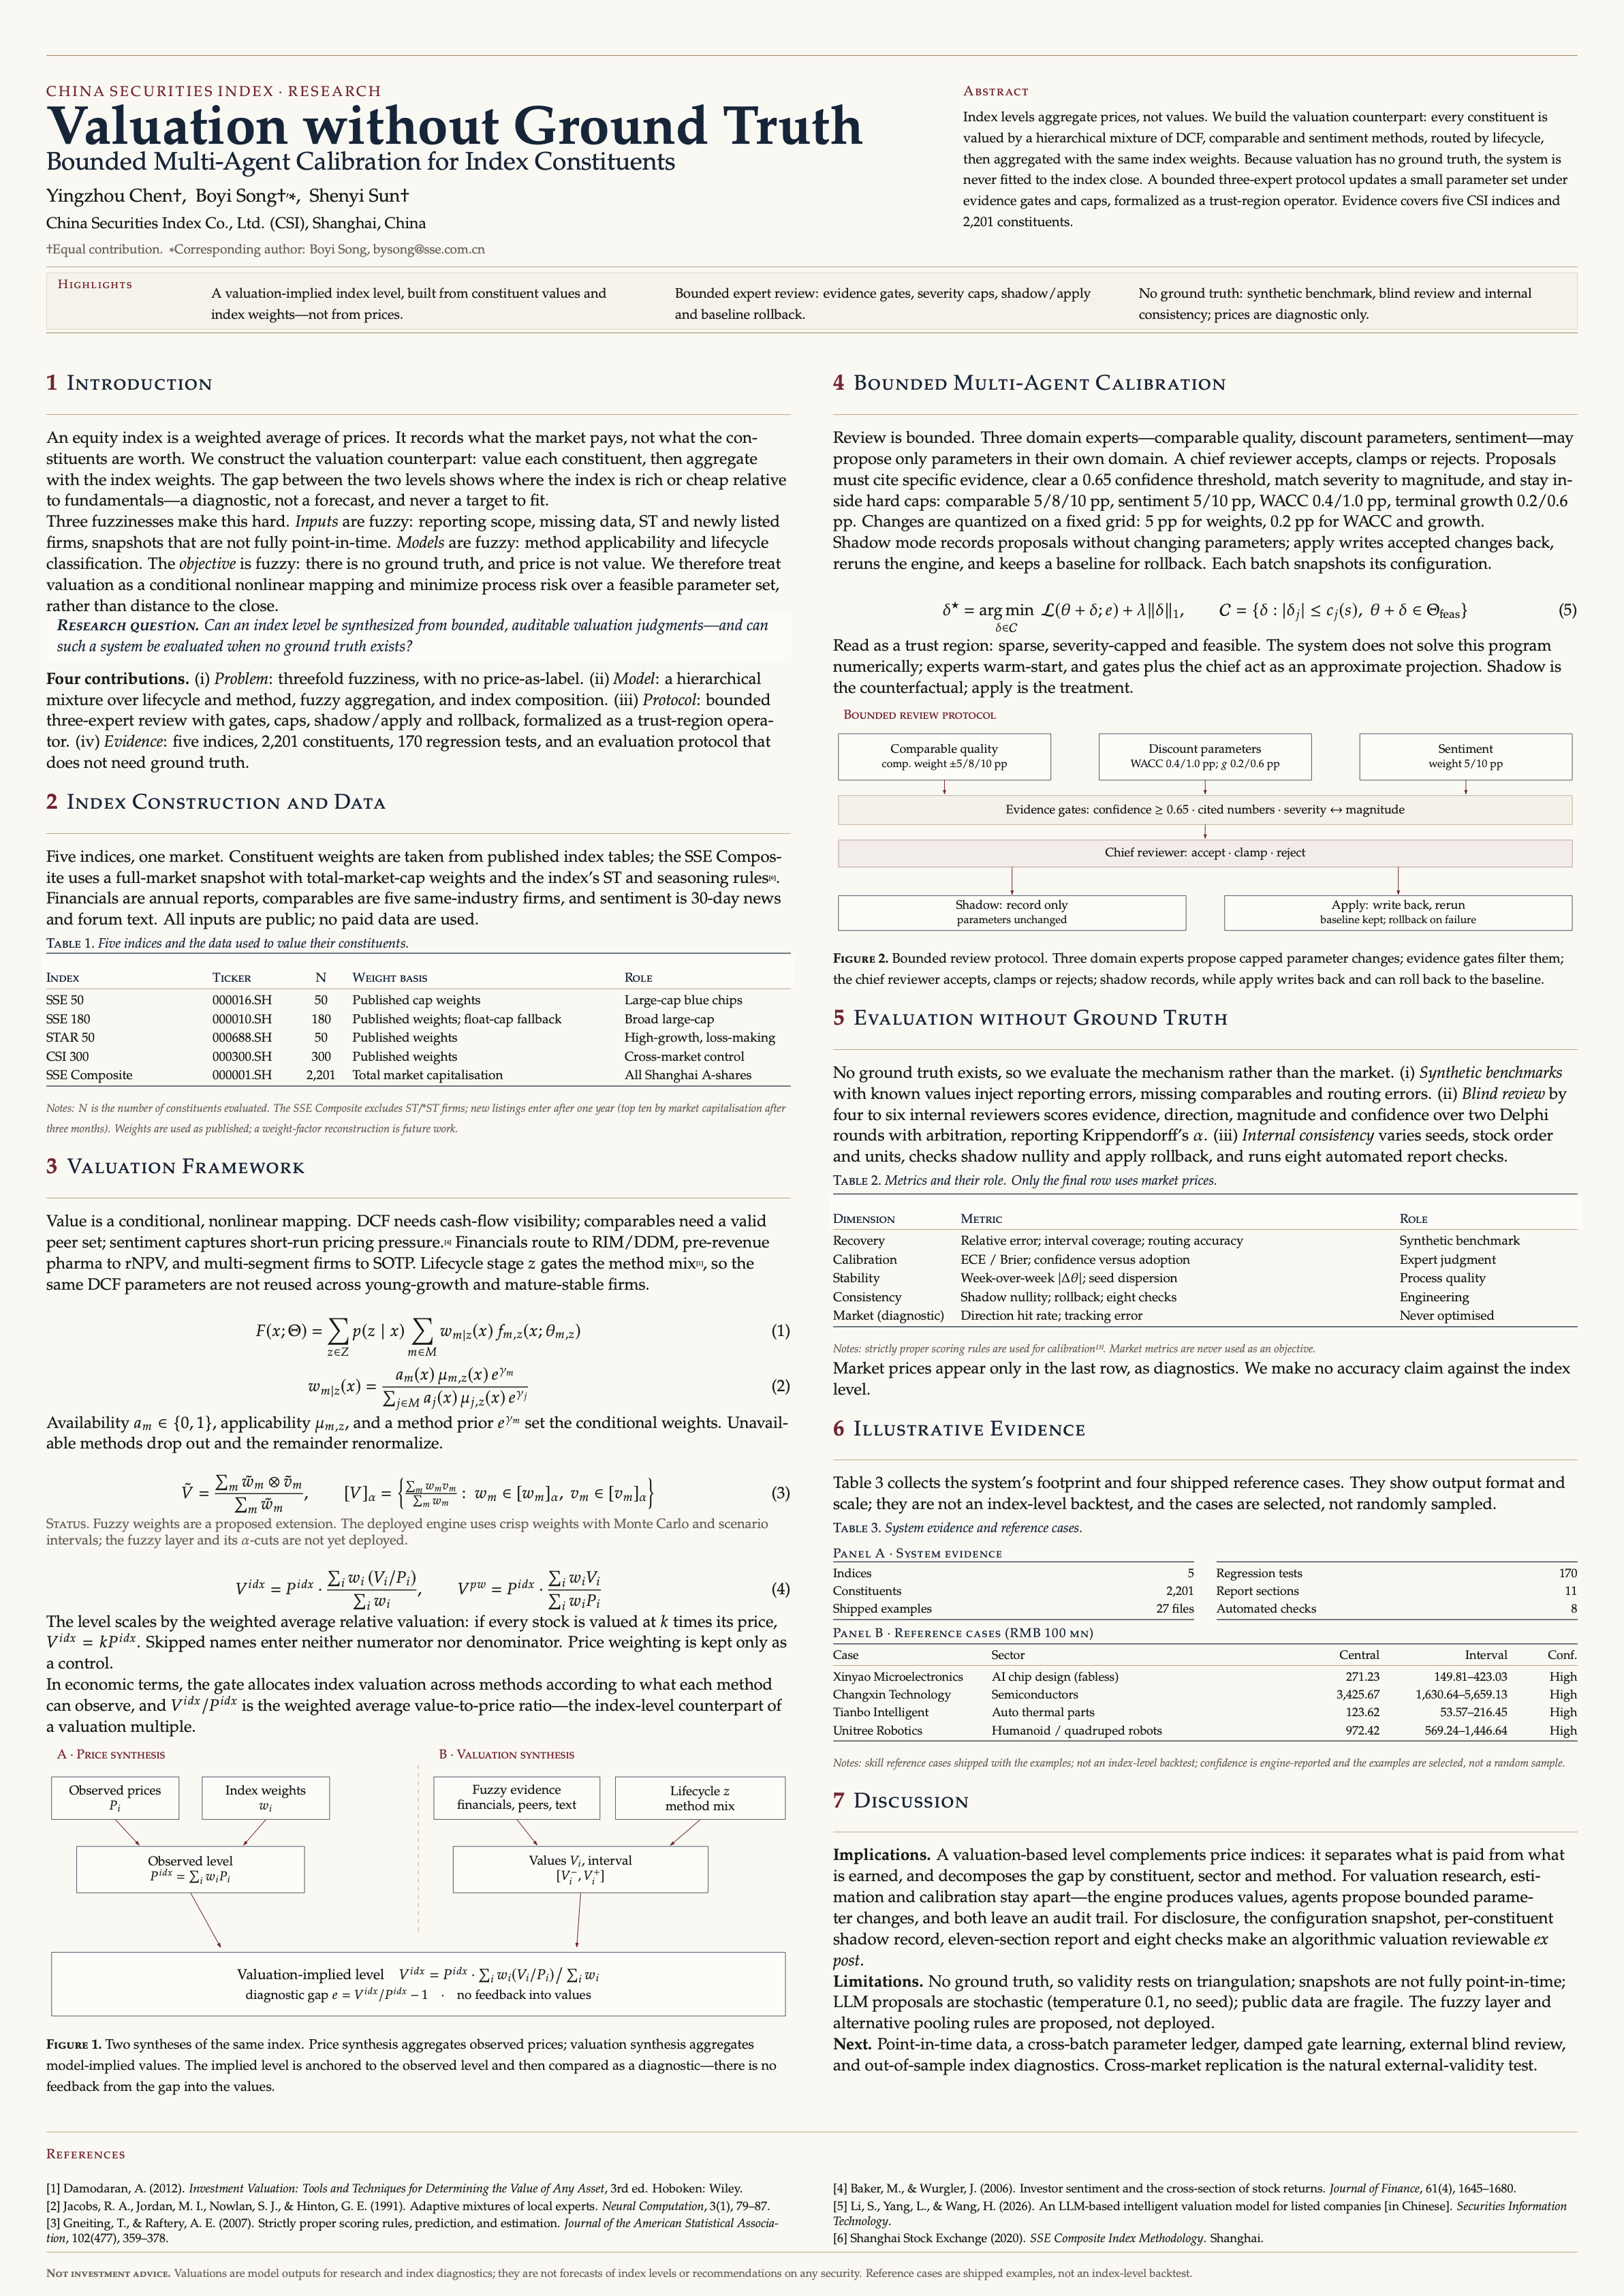 CHINA SECURITIES INDEX · RESEARCH
Valuation without Ground Truth
Bounded Multi-Agent Calibration for Index Constituents
Yingzhou Chen†, Boyi Song†,*, Shenyi Sun†
China Securities Index Co., Ltd. (CSI), Shanghai, China
†Equal contribution. *Corresponding author: Boyi Song, bysong@sse.com.cn
Abstract
Index levels aggregate prices, not values. We build the valuation counterpart: every constituent is
valued by a hierarchical mixture of DCF, comparable and sentiment methods, routed by lifecycle,
then aggregated with the same index weights. Because valuation has no ground truth, the system is
never fitted to the index close. A bounded three-expert protocol updates a small parameter set under
evidence gates and caps, formalized as a trust-region operator. Evidence covers five CSI indices and
2,201 constituents.
Highlights
A valuation-implied index level, built from constituent values and
index weights—not from prices.
Bounded expert review: evidence gates, severity caps, shadow/apply
and baseline rollback.
No ground truth: synthetic benchmark, blind review and internal
consistency; prices are diagnostic only.
1 Introduction
An equity index is a weighted average of prices. It records what the market pays, not what the con-
stituents are worth. We construct the valuation counterpart: value each constituent, then aggregate
with the index weights. The gap between the two levels shows where the index is rich or cheap relative
to fundamentals—a diagnostic, not a forecast, and never a target to fit.
Three fuzzinesses make this hard. Inputs are fuzzy: reporting scope, missing data, ST and newly listed
firms, snapshots that are not fully point-in-time. Models are fuzzy: method applicability and lifecycle
classification. The objective is fuzzy: there is no ground truth, and price is not value. We therefore treat
valuation as a conditional nonlinear mapping and minimize process risk over a feasible parameter set,
rather than distance to the close.
Research question. Can an index level be synthesized from bounded, auditable valuation judgments—and can
such a system be evaluated when no ground truth exists?
Four contributions. (i) Problem: threefold fuzziness, with no price-as-label. (ii) Model: a hierarchical
mixture over lifecycle and method, fuzzy aggregation, and index composition. (iii) Protocol: bounded
three-expert review with gates, caps, shadow/apply and rollback, formalized as a trust-region opera-
tor. (iv) Evidence: five indices, 2,201 constituents, 170 regression tests, and an evaluation protocol that
does not need ground truth.
2 Index Construction and Data
Five indices, one market. Constituent weights are taken from published index tables; the SSE Compos-
ite uses a full-market snapshot with total-market-cap weights and the index's ST and seasoning rules[6].
Financials are annual reports, comparables are five same-industry firms, and sentiment is 30-day news
and forum text. All inputs are public; no paid data are used.
Table 1. Five indices and the data used to value their constituents.
Index Ticker N Weight basis Role
SSE 50 000016.SH 50 Published cap weights Large-cap blue chips
SSE 180 000010.SH 180 Published weights; float-cap fallback Broad large-cap
STAR 50 000688.SH 50 Published weights High-growth, loss-making
CSI 300 000300.SH 300 Published weights Cross-market control
SSE Composite 000001.SH 2,201 Total market capitalisation All Shanghai A-shares
Notes: N is the number of constituents evaluated. The SSE Composite excludes ST/*ST firms; new listings enter after one year (top ten by market capitalisation after
three months). Weights are used as published; a weight-factor reconstruction is future work.
3 Valuation Framework
Value is a conditional, nonlinear mapping. DCF needs cash-flow visibility; comparables need a valid
peer set; sentiment captures short-run pricing pressure.[4] Financials route to RIM/DDM, pre-revenue
pharma to rNPV, and multi-segment firms to SOTP. Lifecycle stage z gates the method mix[1], so the
same DCF parameters are not reused across young-growth and mature-stable firms.
F(x; Θ) = ∑_{z∈Z} p(z | x) ∑_{m∈M} w_{m|z}(x) f_{m,z}(x; θ_{m,z}) (1)
w_{m|z}(x) = a_m(x) μ_{m,z}(x) e^{γ_m} / ∑_{j∈M} a_j(x) μ_{j,z}(x) e^{γ_j} (2)
Availability a_m ∈ {0, 1}, applicability μ_{m,z}, and a method prior e^{γ_m} set the conditional weights. Unavail-
able methods drop out and the remainder renormalize.
Ṽ = ∑_m w̃_m ⊗ ṽ_m / ∑_m w̃_m, [V]_α = { ∑_m w_m v_m / ∑_m w_m : w_m ∈ [w_m]_α, v_m ∈ [v_m]_α } (3)
Status. Fuzzy weights are a proposed extension. The deployed engine uses crisp weights with Monte Carlo and scenario
intervals; the fuzzy layer and its α-cuts are not yet deployed.
V^{idx} = P^{idx} · ∑_i w_i (V_i/P_i) / ∑_i w_i, V^{pw} = P^{idx} · ∑_i w_i V_i / ∑_i w_i P_i (4)
The level scales by the weighted average relative valuation: if every stock is valued at k times its price,
V^{idx} = kP^{idx}. Skipped names enter neither numerator nor denominator. Price weighting is kept only as
a control.
In economic terms, the gate allocates index valuation across methods according to what each method
can observe, and V^{idx}/P^{idx} is the weighted average value-to-price ratio—the index-level counterpart of
a valuation multiple.
A · Price synthesis
B · Valuation synthesis
Observed prices
P_i
Index weights
w_i
Fuzzy evidence
financials, peers, text
Lifecycle z
method mix
Observed level
P^{idx} = ∑_i w_i P_i
Values V_i, interval
[V_i^−, V_i^+]
Valuation-implied level V^{idx} = P^{idx} · ∑_i w_i(V_i/P_i) / ∑_i w_i
diagnostic gap e = V^{idx}/P^{idx} − 1 · no feedback into values
Figure 1. Two syntheses of the same index. Price synthesis aggregates observed prices; valuation synthesis aggregates
model-implied values. The implied level is anchored to the observed level and then compared as a diagnostic—there is no
feedback from the gap into the values.
4 Bounded Multi-Agent Calibration
Review is bounded. Three domain experts—comparable quality, discount parameters, sentiment—may
propose only parameters in their own domain. A chief reviewer accepts, clamps or rejects. Proposals
must cite specific evidence, clear a 0.65 confidence threshold, match severity to magnitude, and stay in-
side hard caps: comparable 5/8/10 pp, sentiment 5/10 pp, WACC 0.4/1.0 pp, terminal growth 0.2/0.6
pp. Changes are quantized on a fixed grid: 5 pp for weights, 0.2 pp for WACC and growth.
Shadow mode records proposals without changing parameters; apply writes accepted changes back,
reruns the engine, and keeps a baseline for rollback. Each batch snapshots its configuration.
δ★ = arg min_{δ∈C} L(θ + δ; e) + λ‖δ‖₁, C = {δ : |δ_j| ≤ c_j(s), θ + δ ∈ Θ_feas} (5)
Read as a trust region: sparse, severity-capped and feasible. The system does not solve this program
numerically; experts warm-start, and gates plus the chief act as an approximate projection. Shadow is
the counterfactual; apply is the treatment.
Bounded review protocol
Comparable quality
comp. weight ±5/8/10 pp
Discount parameters
WACC 0.4/1.0 pp; g 0.2/0.6 pp
Sentiment
weight 5/10 pp
Evidence gates: confidence ≥ 0.65 · cited numbers · severity ↔ magnitude
Chief reviewer: accept · clamp · reject
Shadow: record only
parameters unchanged
Apply: write back, rerun
baseline kept; rollback on failure
Figure 2. Bounded review protocol. Three domain experts propose capped parameter changes; evidence gates filter them;
the chief reviewer accepts, clamps or rejects; shadow records, while apply writes back and can roll back to the baseline.
5 Evaluation without Ground Truth
No ground truth exists, so we evaluate the mechanism rather than the market. (i) Synthetic benchmarks
with known values inject reporting errors, missing comparables and routing errors. (ii) Blind review by
four to six internal reviewers scores evidence, direction, magnitude and confidence over two Delphi
rounds with arbitration, reporting Krippendorff's α. (iii) Internal consistency varies seeds, stock order
and units, checks shadow nullity and apply rollback, and runs eight automated report checks.
Table 2. Metrics and their role. Only the final row uses market prices.
Dimension Metric Role
Recovery Relative error; interval coverage; routing accuracy Synthetic benchmark
Calibration ECE / Brier; confidence versus adoption Expert judgment
Stability Week-over-week |Δθ|; seed dispersion Process quality
Consistency Shadow nullity; rollback; eight checks Engineering
Market (diagnostic) Direction hit rate; tracking error Never optimised
Notes: strictly proper scoring rules are used for calibration[3]. Market metrics are never used as an objective.
Market prices appear only in the last row, as diagnostics. We make no accuracy claim against the index
level.
6 Illustrative Evidence
Table 3 collects the system's footprint and four shipped reference cases. They show output format and
scale; they are not an index-level backtest, and the cases are selected, not randomly sampled.
Table 3. System evidence and reference cases.
Panel A · System evidence
Indices 5 Regression tests 170
Constituents 2,201 Report sections 11
Shipped examples 27 files Automated checks 8
Panel B · Reference cases (RMB 100 mn)
Case Sector Central Interval Conf.
Xinyao Microelectronics AI chip design (fabless) 271.23 149.81–423.03 High
Changxin Technology Semiconductors 3,425.67 1,630.64–5,659.13 High
Tianbo Intelligent Auto thermal parts 123.62 53.57–216.45 High
Unitree Robotics Humanoid / quadruped robots 972.42 569.24–1,446.64 High
Notes: skill reference cases shipped with the examples; not an index-level backtest; confidence is engine-reported and the examples are selected, not a random sample.
7 Discussion
Implications. A valuation-based level complements price indices: it separates what is paid from what
is earned, and decomposes the gap by constituent, sector and method. For valuation research, esti-
mation and calibration stay apart—the engine produces values, agents propose bounded parame-
ter changes, and both leave an audit trail. For disclosure, the configuration snapshot, per-constituent
shadow record, eleven-section report and eight checks make an algorithmic valuation reviewable ex
post.
Limitations. No ground truth, so validity rests on triangulation; snapshots are not fully point-in-time;
LLM proposals are stochastic (temperature 0.1, no seed); public data are fragile. The fuzzy layer and
alternative pooling rules are proposed, not deployed.
Next. Point-in-time data, a cross-batch parameter ledger, damped gate learning, external blind review,
and out-of-sample index diagnostics. Cross-market replication is the natural external-validity test.
References
[1] Damodaran, A. (2012). Investment Valuation: Tools and Techniques for Determining the Value of Any Asset, 3rd ed. Hoboken: Wiley.
[2] Jacobs, R. A., Jordan, M. I., Nowlan, S. J., & Hinton, G. E. (1991). Adaptive mixtures of local experts. Neural Computation, 3(1), 79–87.
[3] Gneiting, T., & Raftery, A. E. (2007). Strictly proper scoring rules, prediction, and estimation. Journal of the American Statistical Associa-
tion, 102(477), 359–378.
[4] Baker, M., & Wurgler, J. (2006). Investor sentiment and the cross-section of stock returns. Journal of Finance, 61(4), 1645–1680.
[5] Li, S., Yang, L., & Wang, H. (2026). An LLM-based intelligent valuation model for listed companies [in Chinese]. Securities Information
Technology.
[6] Shanghai Stock Exchange (2020). SSE Composite Index Methodology. Shanghai.
Not investment advice. Valuations are model outputs for research and index diagnostics; they are not forecasts of index levels or recommendations on any security. Reference cases are shipped examples, not an index-level backtest.